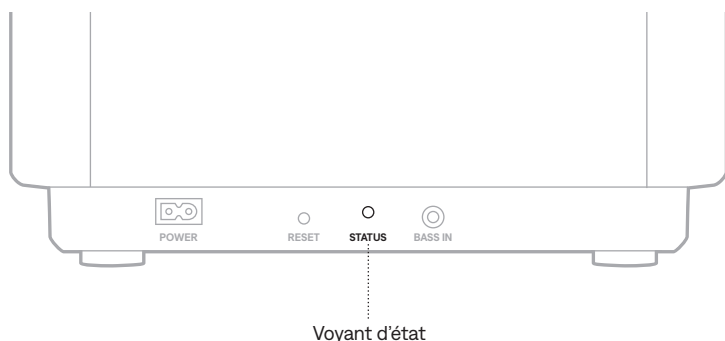 POWER
RESET
STATUS
BASS IN
Voyant d’état